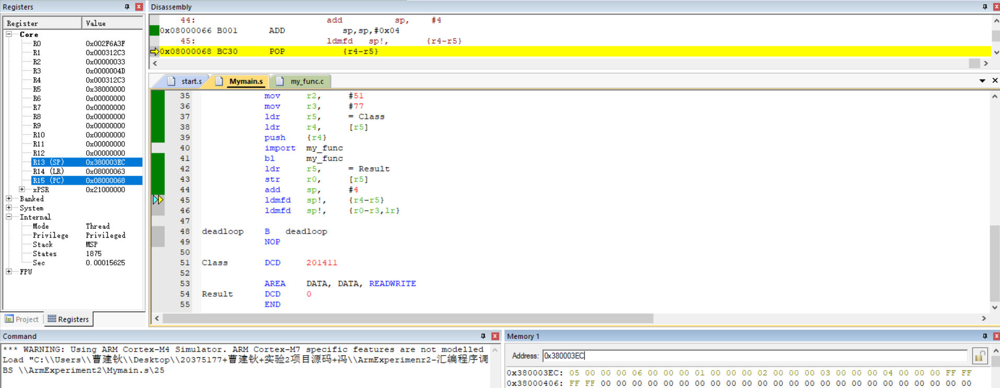 Registers
Register Value
Core
R0 0x002F6A3F
R1 0x000312C3
R2 0x00000033
R3 0x0000004D
R4 0x000312C3
R5 0x38000000
R6 0x00000000
R7 0x00000000
R8 0x00000000
R9 0x00000000
R10 0x00000000
R11 0x00000000
R12 0x00000000
R13 (SP) 0x380003EC
R14 (LR) 0x08000063
R15 (PC) 0x08000068
xPSR 0x21000000
Banked
System
Internal
Mode Thread
Privilege Privileged
Stack MSP
States 1875
Sec 0.00015625
FPU
Project Registers
Disassembly
44: add sp, #4
0x08000066 B001 ADD sp,sp,#0x04
45: ldmfd sp!, {r4-r5}
0x08000068 BC30 POP {r4-r5}
start.s Mymain.s my_func.c
35 mov r2, #51
36 mov r3, #77
37 ldr r5, = Class
38 ldr r4, [r5]
39 push {r4}
40 import my_func
41 bl my_func
42 ldr r5, = Result
43 str r0, [r5]
44 add sp, #4
45 ldmfd sp!, {r4-r5}
46 ldmfd sp!, {r0-r3,lr}
47
48 deadloop B deadloop
49 NOP
50
51 Class DCD 201411
52
53 AREA DATA, DATA, READWRITE
54 Result DCD 0
55 END
Command
*** WARNING: Using ARM Cortex-M4 Simulator. ARM Cortex-M7 specific features are not modelled
Load "C:\\Users\\曹建钬\\Desktop\\20375177+曹建钬+实验2项目源码+冯\\ArmExperimenr2-汇编程序调
BS \\ArmExperiment2\Mymain.s\25
Memory 1
Address: 0x380003EC
0x380003EC: 05 00 00 00 06 00 00 00 01 00 00 00 02 00 00 00 03 00 00 00 04 00 00 00 FF FF
0x38000406: FF FF 00 00 00 00 00 00 00 00 00 00 00 00 00 00 00 00 00 00 00 00 00 00 00 00